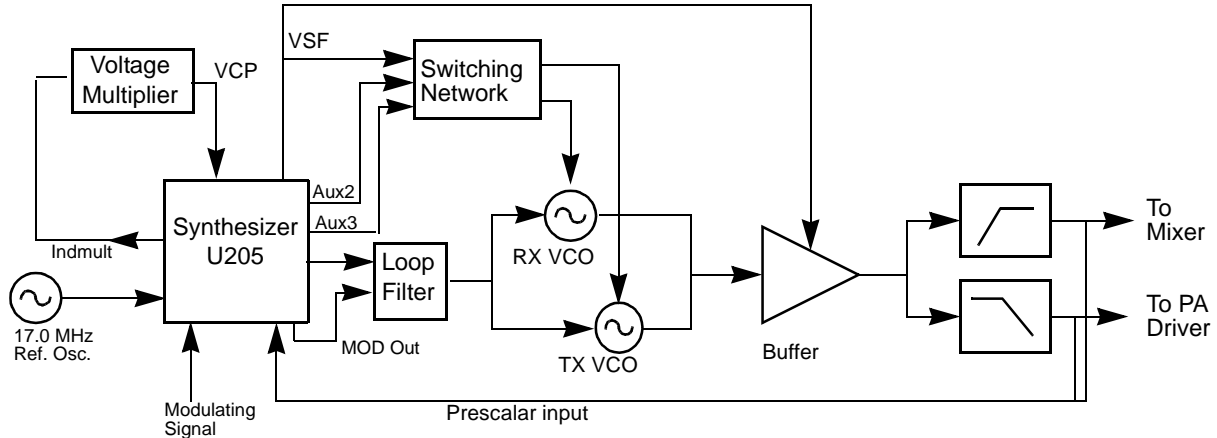 VSF
Voltage
Multiplier
VCP
Switching
Network
Aux2
Synthesizer
U205
Aux3
Indmult
Loop
Filter
RX VCO
To
Mixer
17.0 MHz
Ref. Osc.
MOD Out
TX VCO
Buffer
To PA
Driver
Modulating
Signal
Prescalar input